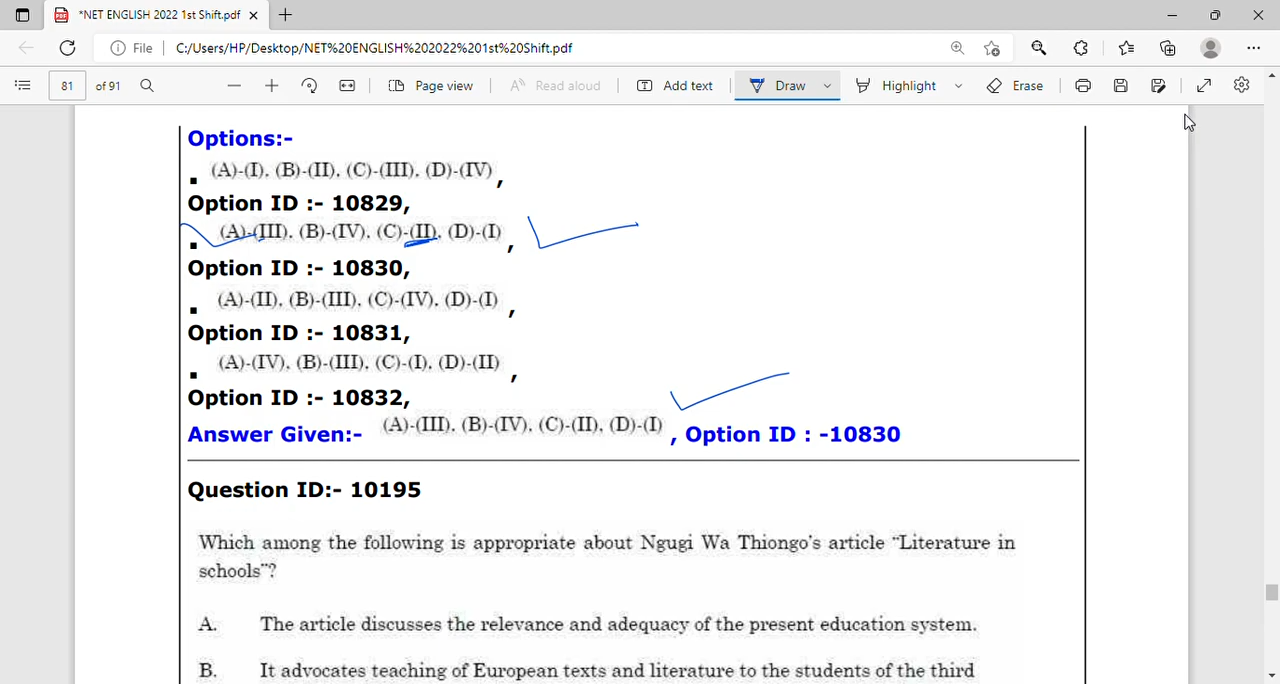 *NET ENGLISH 2022 1st Shift.pdf
File C:/Users/HP/Desktop/NET%20ENGLISH%202022%201st%20Shift.pdf
81 of 91 Page view Read aloud Add text Draw Highlight Erase
Options:-
(A)-(I). (B)-(II). (C)-(III). (D)-(IV) ,
Option ID :- 10829,
(A)-(III). (B)-(IV). (C)-(II). (D)-(I) ,
Option ID :- 10830,
(A)-(II). (B)-(III). (C)-(IV). (D)-(I) ,
Option ID :- 10831,
(A)-(IV). (B)-(III). (C)-(I). (D)-(II) ,
Option ID :- 10832,
Answer Given:- (A)-(III). (B)-(IV). (C)-(II). (D)-(I) , Option ID : -10830
Question ID:- 10195
Which among the following is appropriate about Ngugi Wa Thiongo's article "Literature in
schools"?
A. The article discusses the relevance and adequacy of the present education system.
B. It advocates teaching of European texts and literature to the students of the third